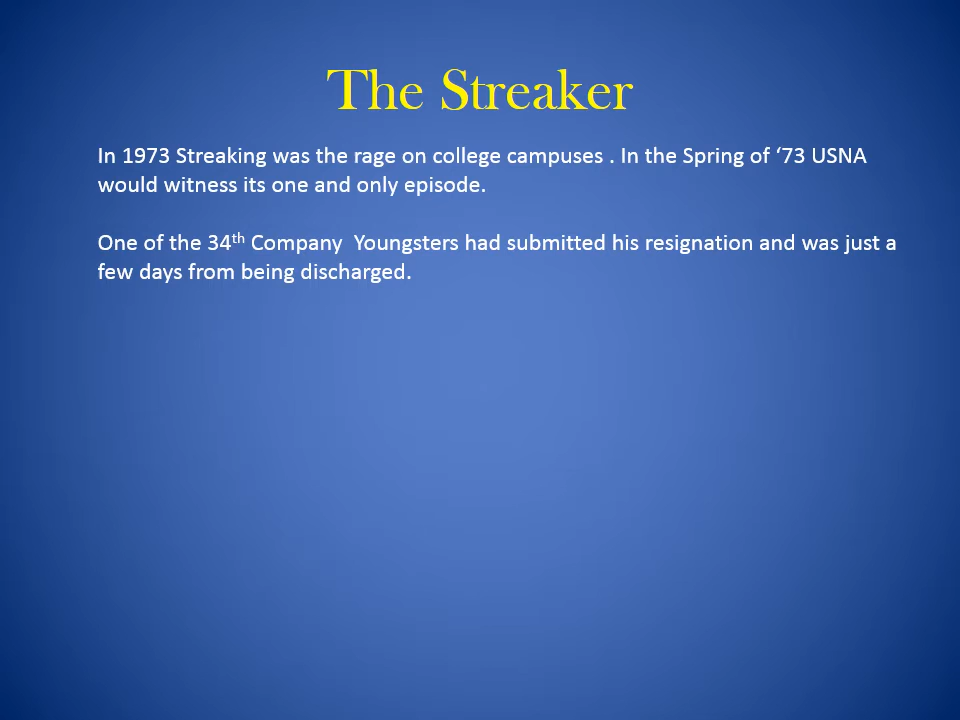 The Streaker
In 1973 Streaking was the rage on college campuses . In the Spring of ‘73 USNA
would witness its one and only episode.
One of the 34th Company  Youngsters had submitted his resignation and was just a
few days from being discharged.